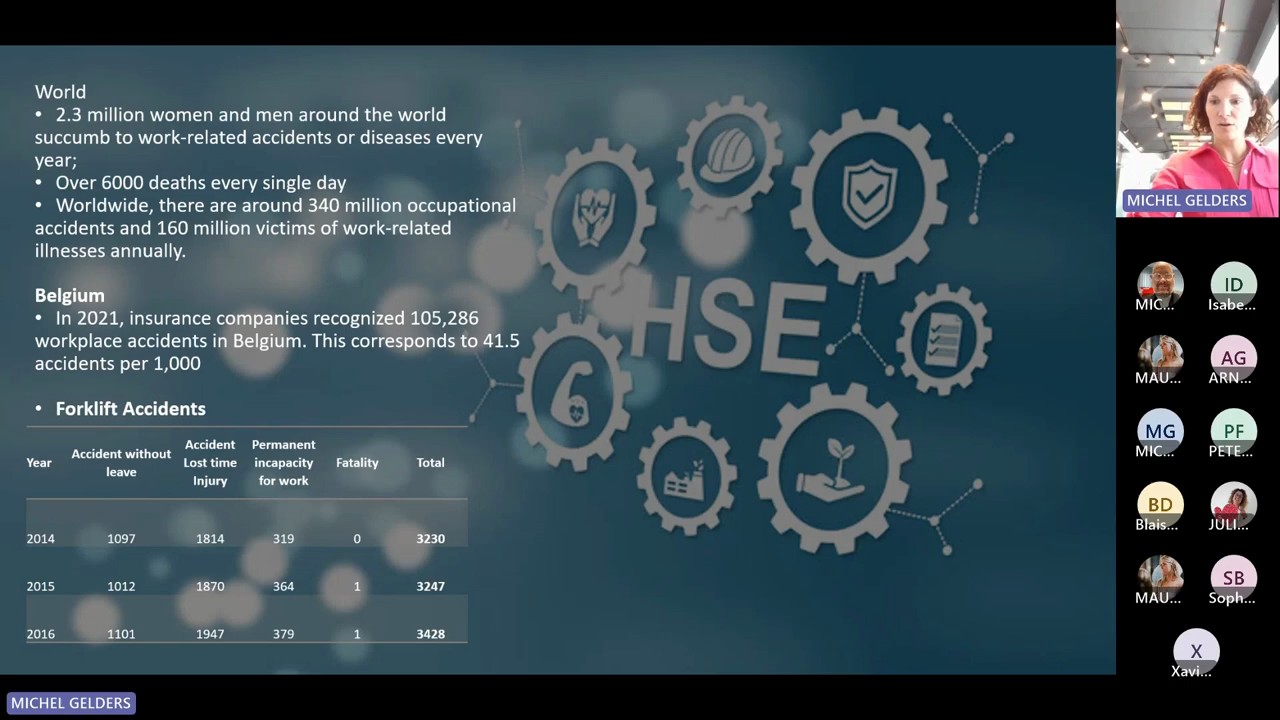 World
• 2.3 million women and men around the world
succumb to work-related accidents or diseases every
year;
• Over 6000 deaths every single day
• Worldwide, there are around 340 million occupational
accidents and 160 million victims of work-related
illnesses annually.
Belgium
• In 2021, insurance companies recognized 105,286
workplace accidents in Belgium. This corresponds to 41.5
accidents per 1,000
• Forklift Accidents
Year Accident without leave Accident Lost time Injury Permanent incapacity for work Fatality Total
2014 1097 1814 319 0 3230
2015 1012 1870 364 1 3247
2016 1101 1947 379 1 3428
HSE
MICHEL GELDERS
MICHEL GELDERS
ID
MIC... Isabe...
AG
MAU... ARN...
MG PF
MIC... PETE...
BD
Blais... JULI...
SB
MAU... Soph...
X
Xavi...